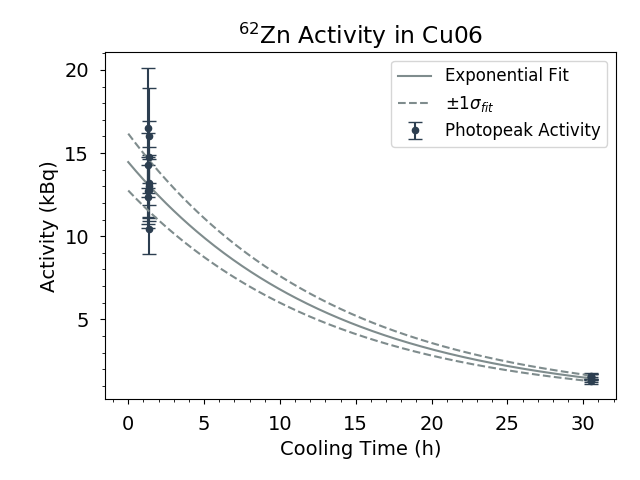 ⁶²Zn Activity in Cu06
Exponential Fit
±1σ_fit
Photopeak Activity
Activity (kBq)
20
15
10
5
0 5 10 15 20 25 30
Cooling Time (h)